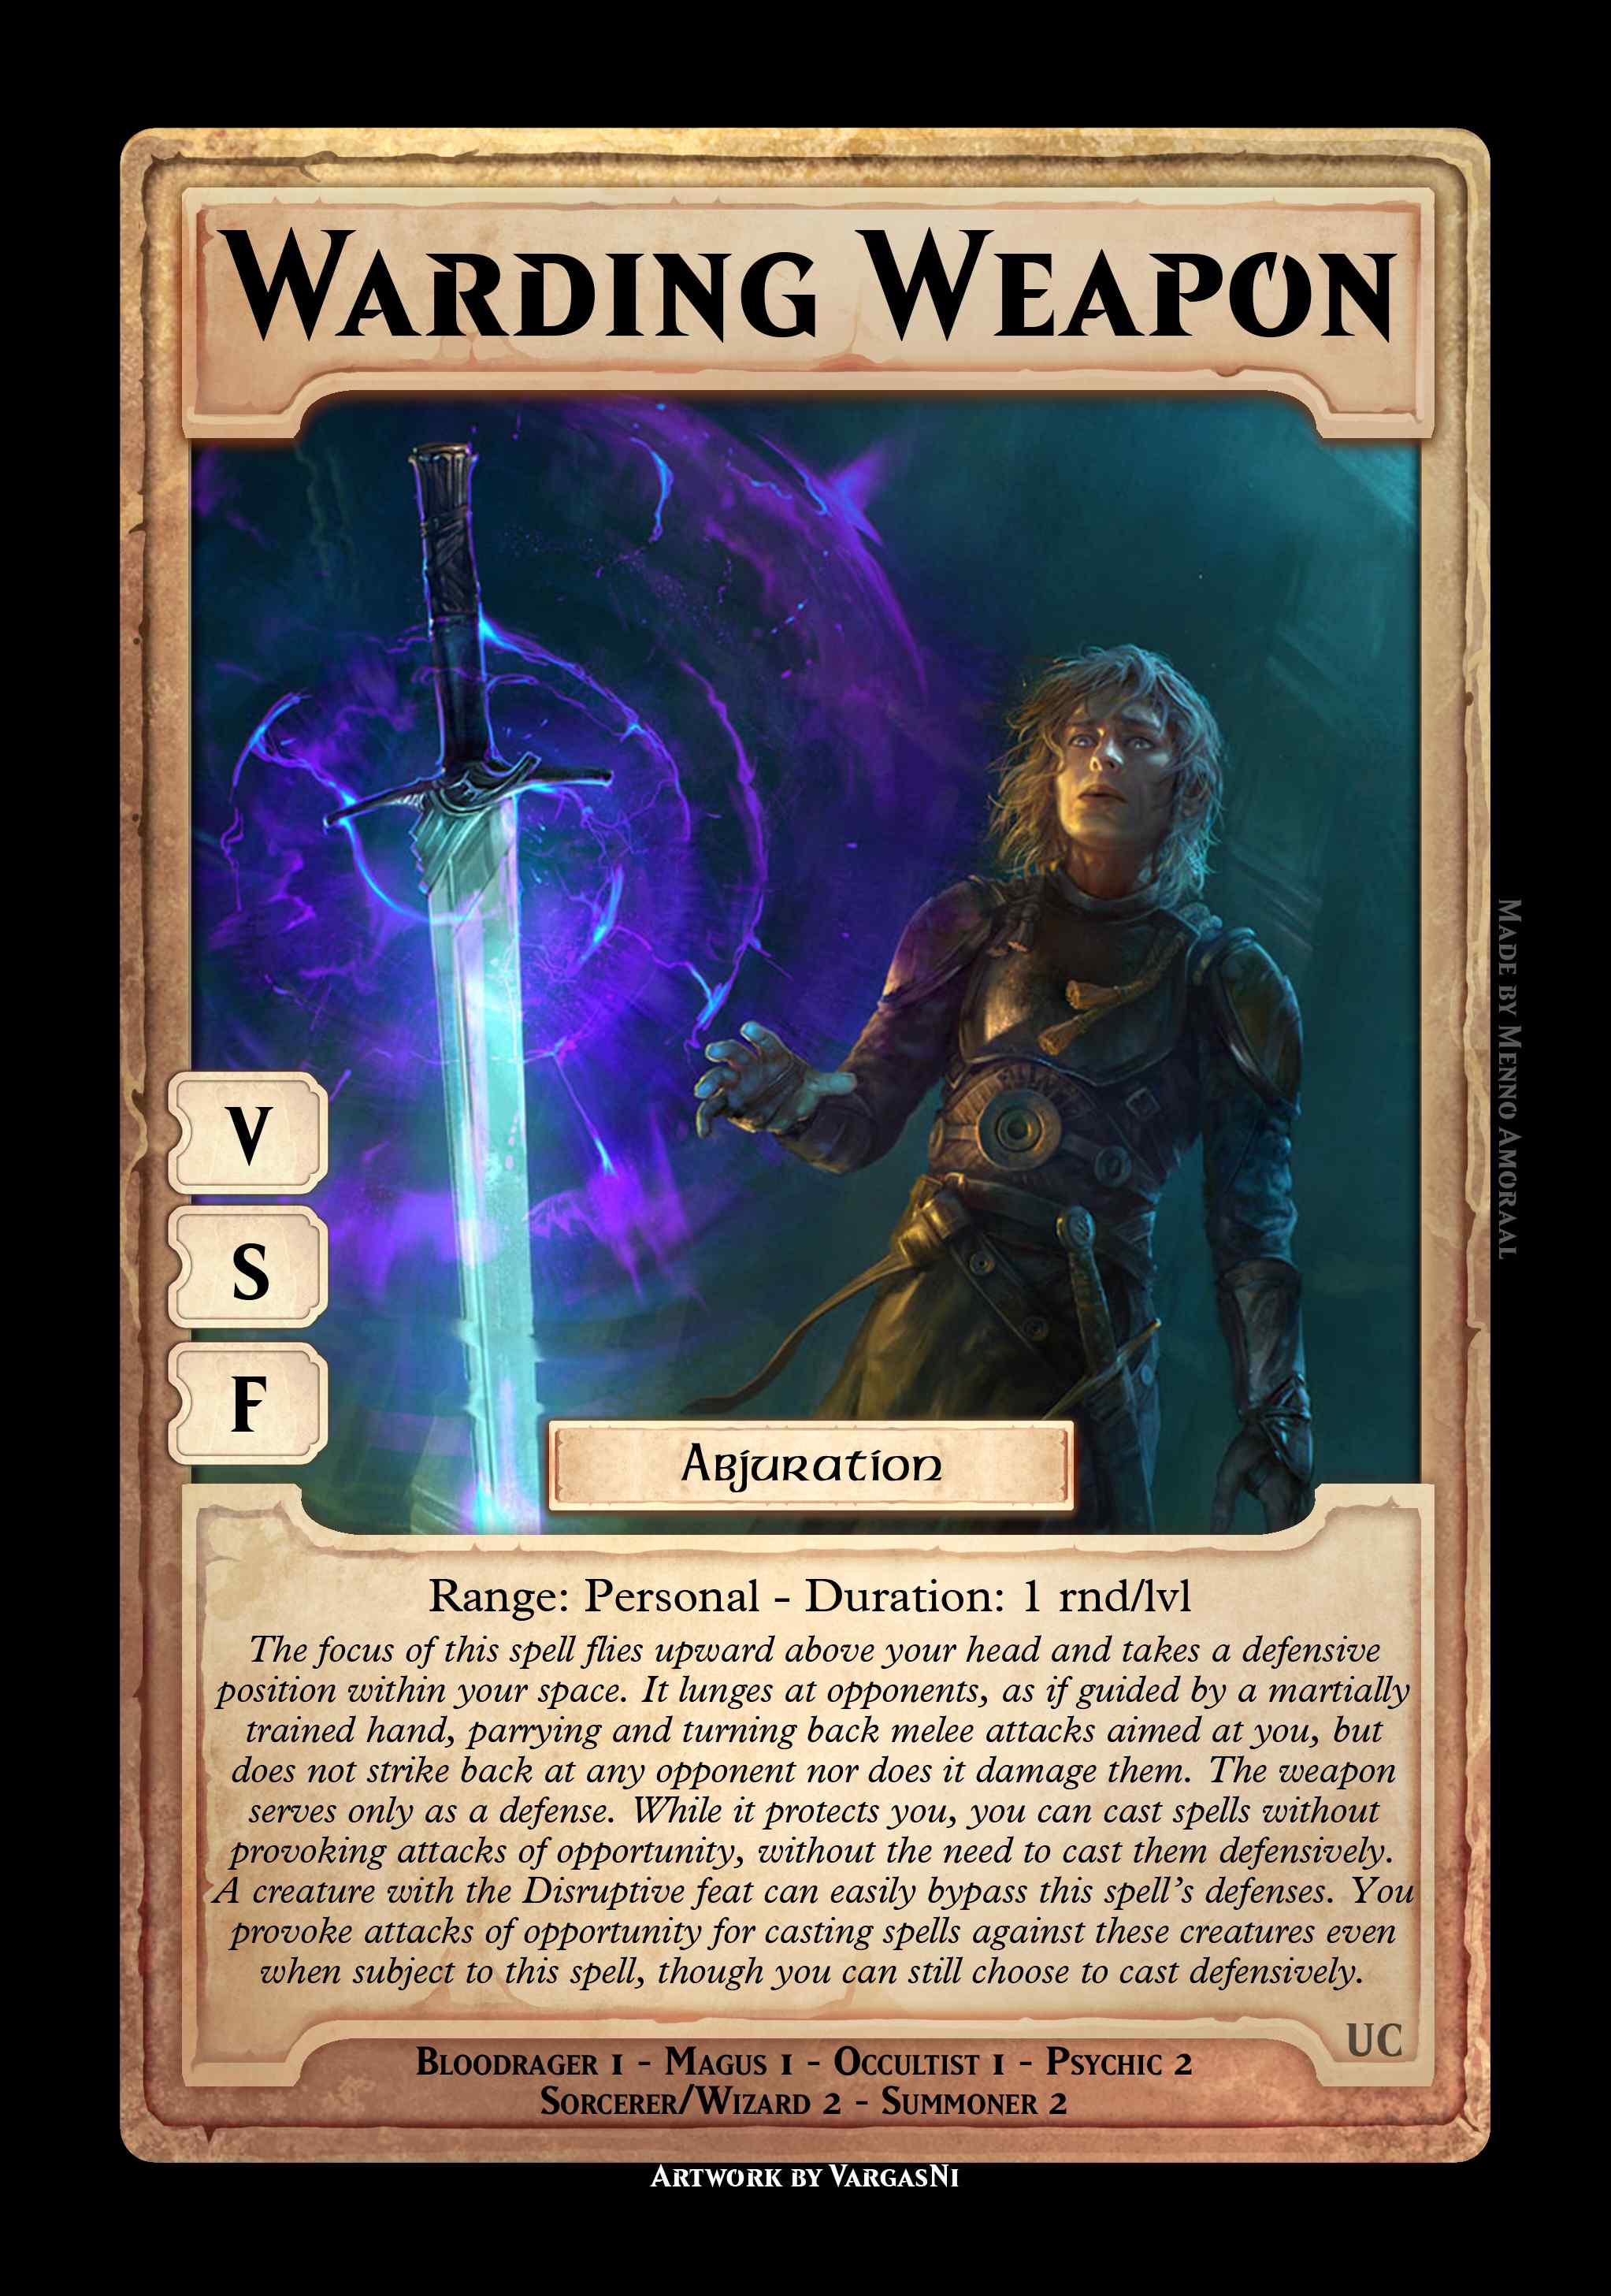 Warding Weapon
V
S
F
Abjuration
Range: Personal - Duration: 1 rnd/lvl
The focus of this spell flies upward above your head and takes a defensive
position within your space. It lunges at opponents, as if guided by a martially
trained hand, parrying and turning back melee attacks aimed at you, but
does not strike back at any opponent nor does it damage them. The weapon
serves only as a defense. While it protects you, you can cast spells without
provoking attacks of opportunity, without the need to cast them defensively.
A creature with the Disruptive feat can easily bypass this spell's defenses. You
provoke attacks of opportunity for casting spells against these creatures even
when subject to this spell, though you can still choose to cast defensively.
UC
Bloodrager 1 - Magus 1 - Occultist 1 - Psychic 2
Sorcerer/Wizard 2 - Summoner 2
Artwork by VargasNi
Made by Menno Amoraal